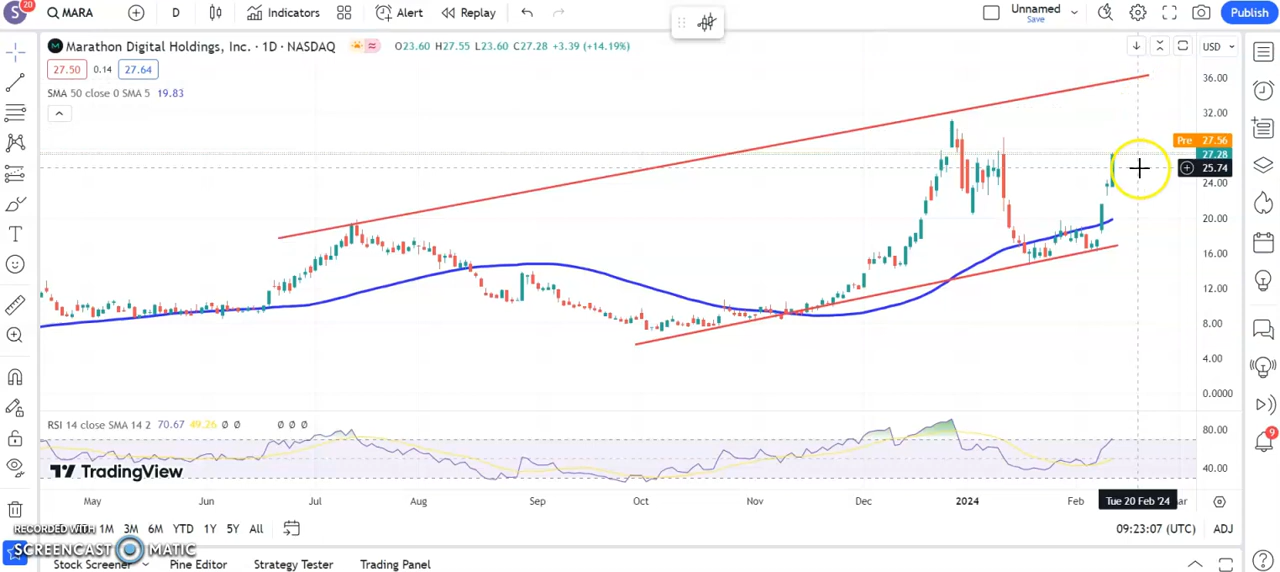 S 20 MARA D Indicators Alert Replay Unnamed Save Publish
Marathon Digital Holdings, Inc. · 1D · NASDAQ O23.60 H27.55 L23.60 C27.28 +3.39 (+14.19%) USD
27.50 0.14 27.64
SMA 50 close 0 SMA 5 19.83
36.00
32.00
Pre 27.56
27.28
25.74
24.00
20.00
16.00
12.00
8.00
4.00
0.0000
RSI 14 close SMA 14 2 70.67 49.26 Ø Ø Ø Ø Ø
80.00
TradingView
40.00
May Jun Jul Aug Sep Oct Nov Dec 2024 Feb Tue 20 Feb '24 ar
RECORDED WITH 1M 3M 6M YTD 1Y 5Y All 09:23:07 (UTC) ADJ
9
SCREENCAST MATIC
Stock Screener Pine Editor Strategy Tester Trading Panel